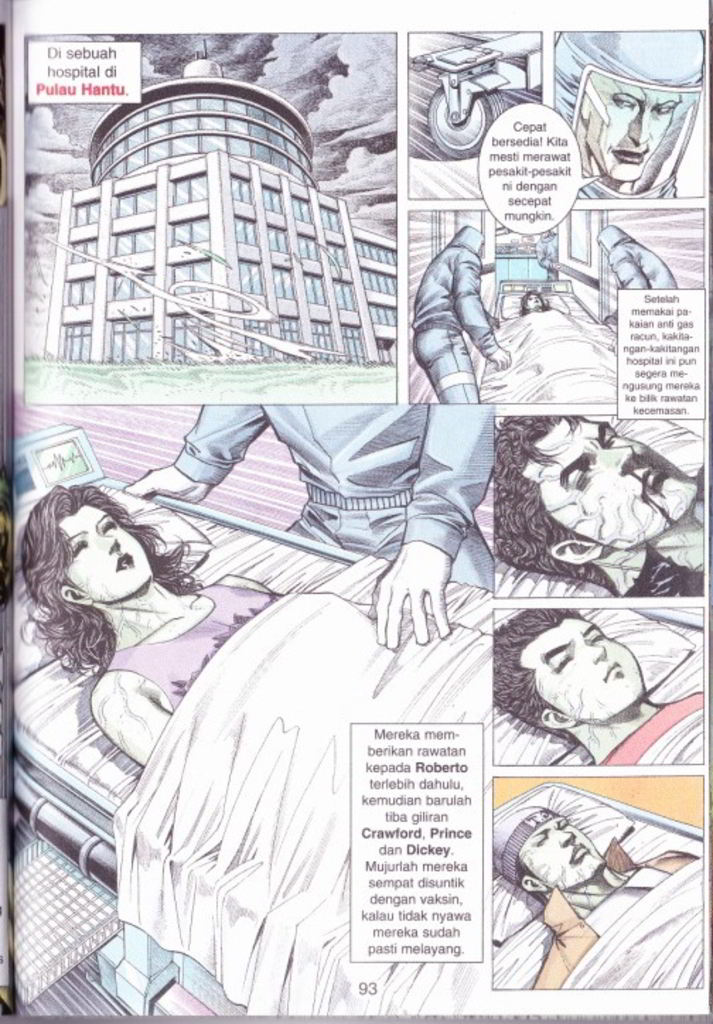 Di sebuah
hospital di
Pulau Hantu.
Cepat
bersedia! Kita
mesti merawat
pesakit-pesakit
ni dengan
secepat
mungkin.
Setelah
memakai pa-
kaian anti gas
racun, kakita-
ngan-kakitangan
hospital ini pun
segera me-
ngusung mereka
ke bilik rawatan
kecemasan.
Mereka mem-
berikan rawatan
kepada Roberto
terlebih dahulu,
kemudian barulah
tiba giliran
Crawford, Prince
dan Dickey.
Mujurlah mereka
sempat disuntik
dengan vaksin,
kalau tidak nyawa
mereka sudah
pasti melayang.
93